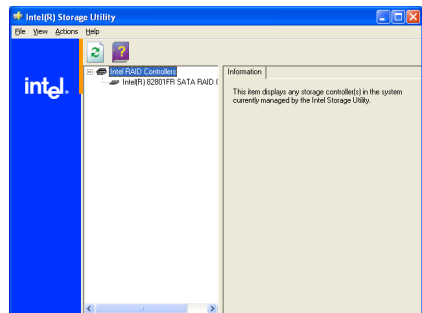 Intel(R) Storage Utility
File View Actions Help
intel.
Intel RAID Controllers
Intel(R) 82801FR SATA RAID
Information
This item displays any storage controller(s) in the system
currently managed by the Intel Storage Utility.